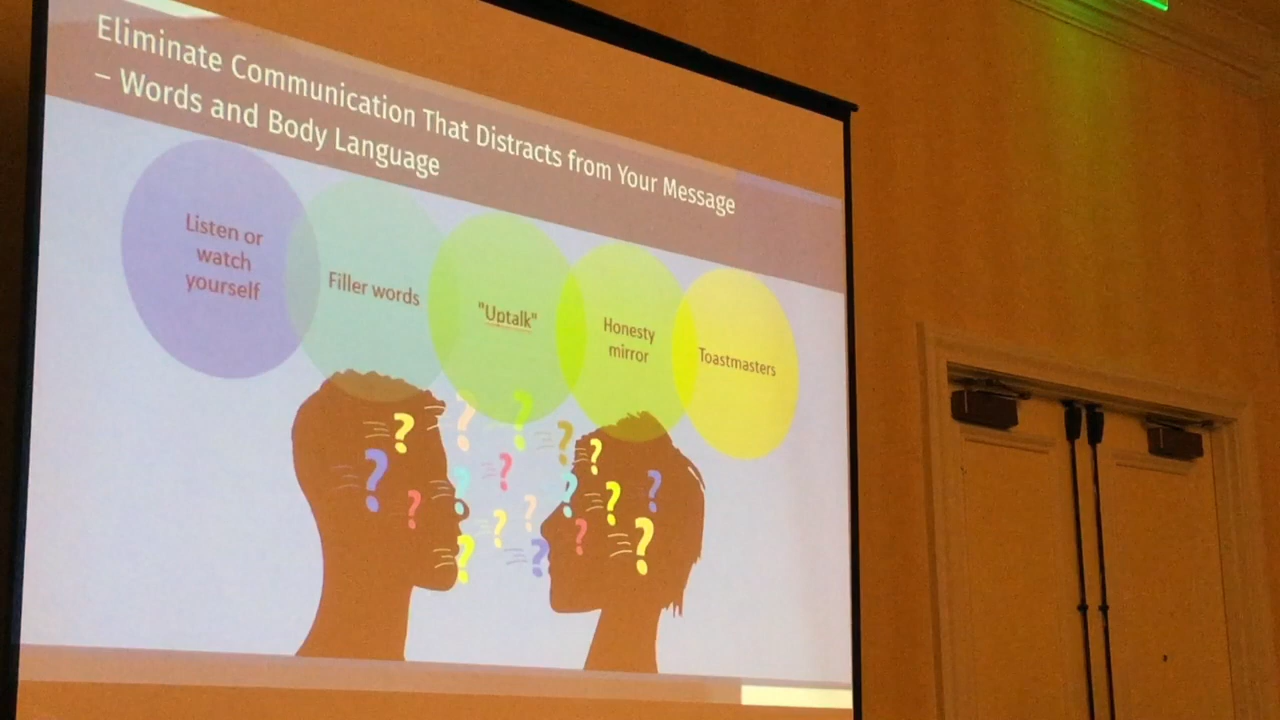 Eliminate Communication That Distracts from Your Message
– Words and Body Language
Listen or
watch
yourself
Filler words
"Uptalk"
Honesty
mirror
Toastmasters